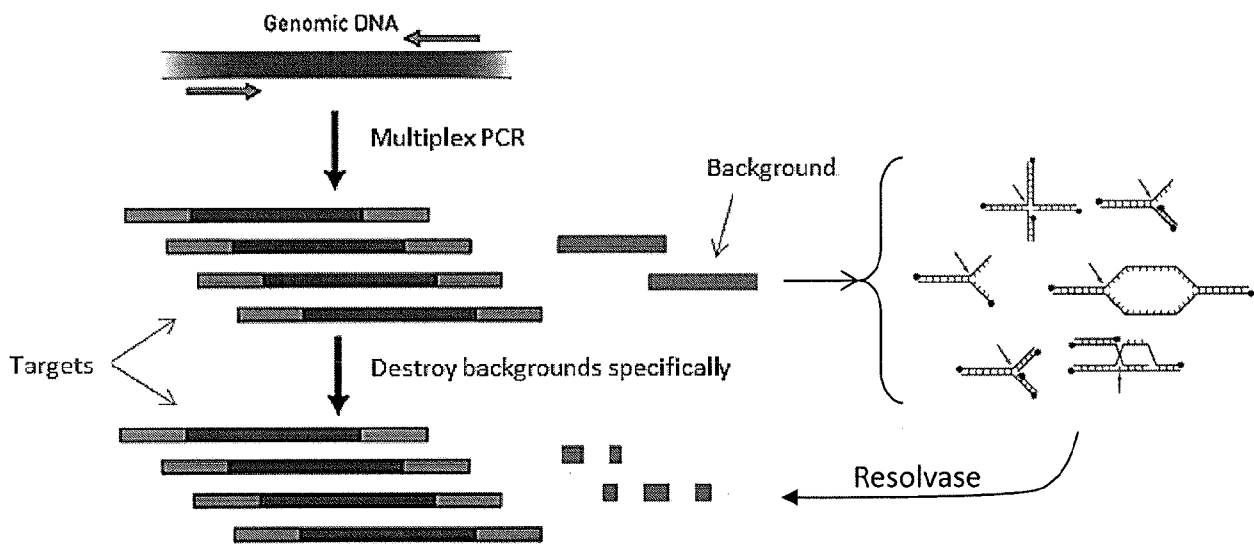 Genomic DNA
Multiplex PCR
Background
Targets
Destroy backgrounds specifically
Resolvase